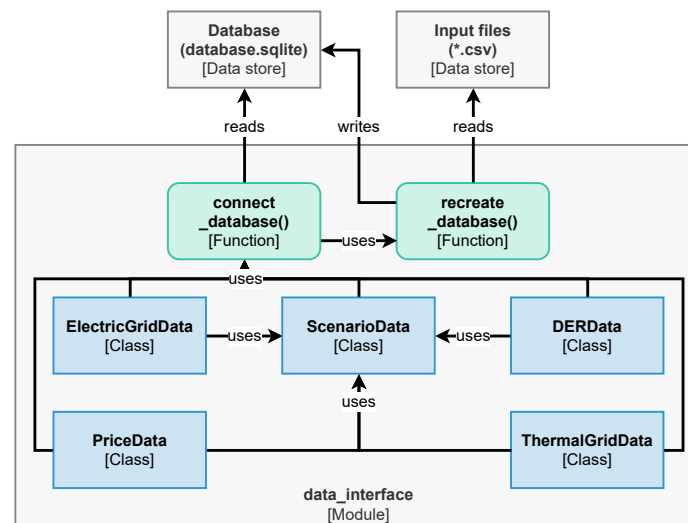 Database
(database.sqlite)
[Data store]
Input files
(*.csv)
[Data store]
reads
writes
reads
connect
_database()
[Function]
recreate
_database()
[Function]
uses
uses
ElectricGridData
[Class]
ScenarioData
[Class]
DERData
[Class]
uses
uses
uses
PriceData
[Class]
ThermalGridData
[Class]
data_interface
[Module]